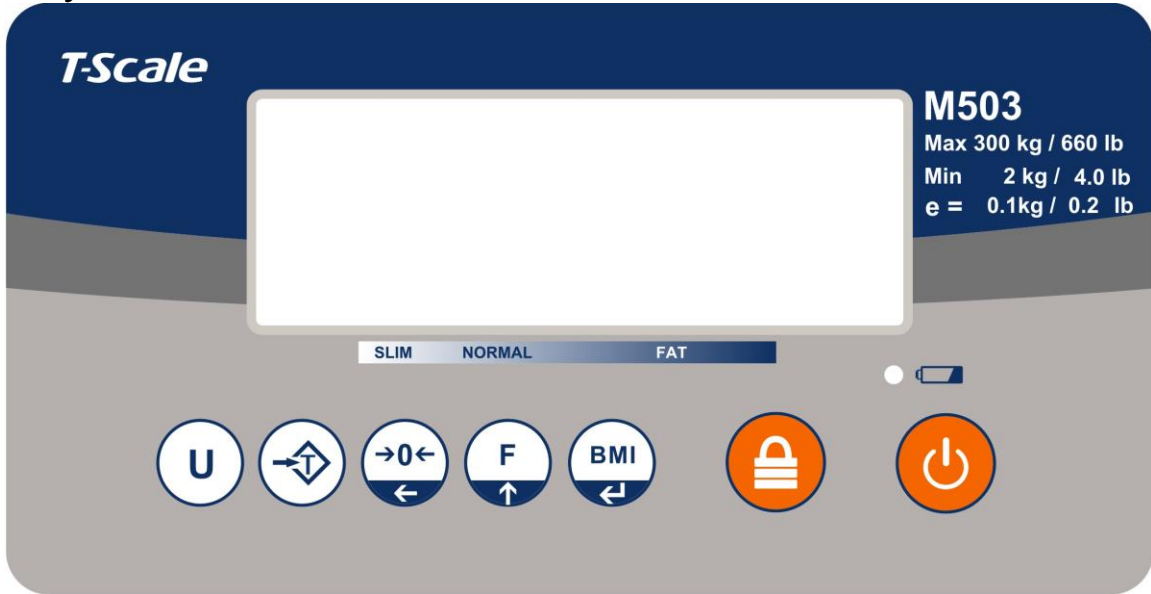 T-Scale
M503
Max 300 kg / 660 lb
Min 2 kg / 4.0 lb
e = 0.1kg / 0.2 lb
SLIM NORMAL FAT
U
T
→0←
F
BMI